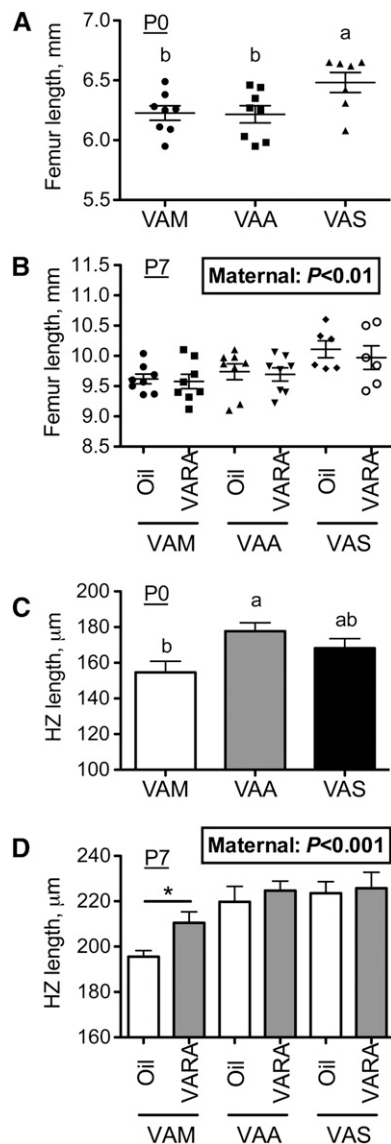 A
P0
b
b
a
Femur length, mm
6.5
6.0
5.5
VAM
VAA
VAS
B
P7
Maternal: P<0.01
Femur length, mm
11.5
11.0
10.5
10.0
9.5
9.0
8.5
Oil
VARA
Oil
VARA
Oil
VARA
VAM
VAA
VAS
C
P0
b
a
ab
HZ length, µm
200
180
160
140
120
100
VAM
VAA
VAS
D
P7
Maternal: P<0.001
*
HZ length, µm
240
220
200
180
160
Oil
VARA
Oil
VARA
Oil
VARA
VAM
VAA
VAS